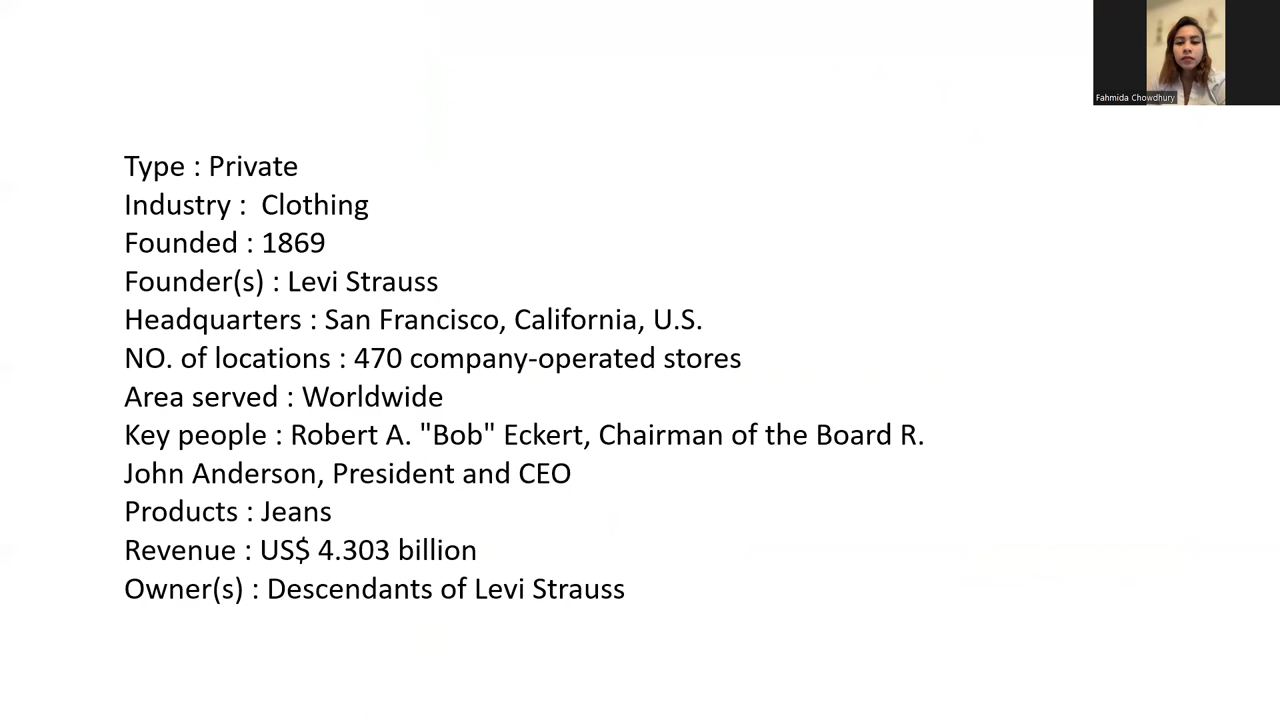 Fahmida Chowdhury
Type : Private
Industry :  Clothing
Founded : 1869
Founder(s) : Levi Strauss
Headquarters : San Francisco, California, U.S.
NO. of locations : 470 company-operated stores
Area served : Worldwide
Key people : Robert A. "Bob" Eckert, Chairman of the Board R.
John Anderson, President and CEO
Products : Jeans
Revenue : US$ 4.303 billion
Owner(s) : Descendants of Levi Strauss